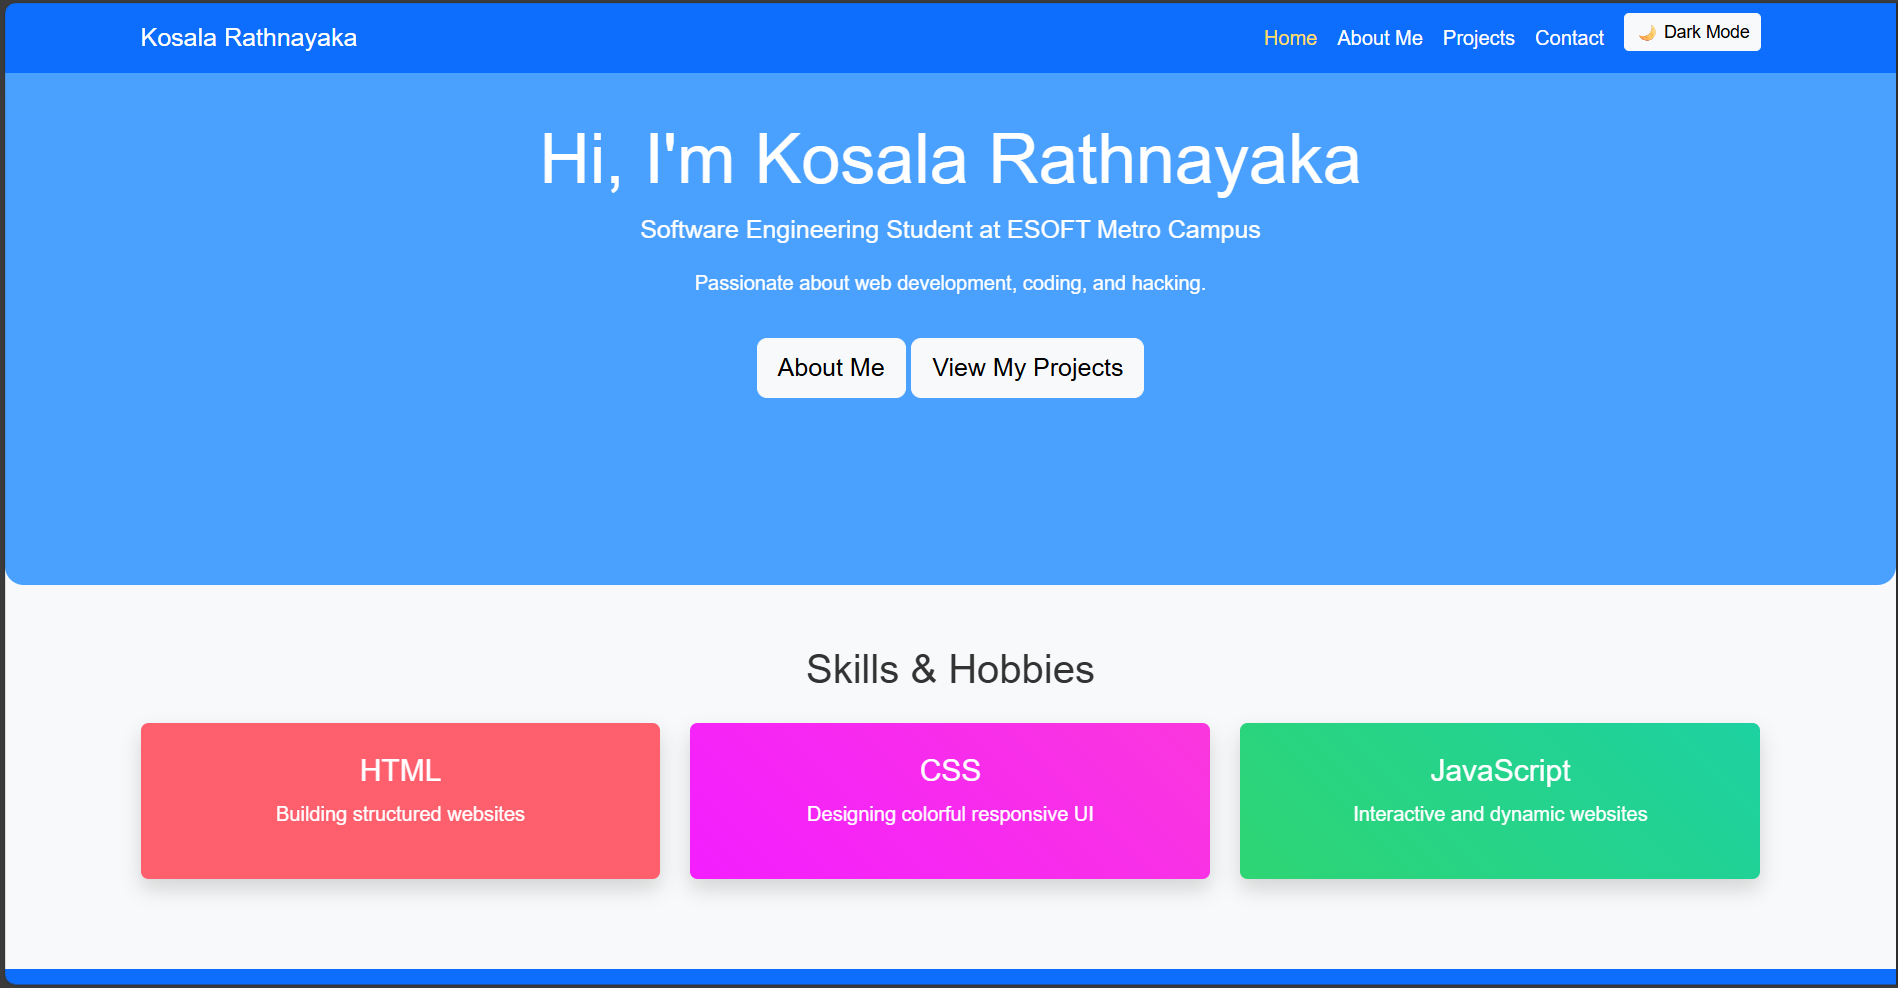 Kosala Rathnayaka
Home About Me Projects Contact 🌙 Dark Mode
Hi, I'm Kosala Rathnayaka
Software Engineering Student at ESOFT Metro Campus
Passionate about web development, coding, and hacking.
About Me View My Projects
Skills & Hobbies
HTML
Building structured websites
CSS
Designing colorful responsive UI
JavaScript
Interactive and dynamic websites